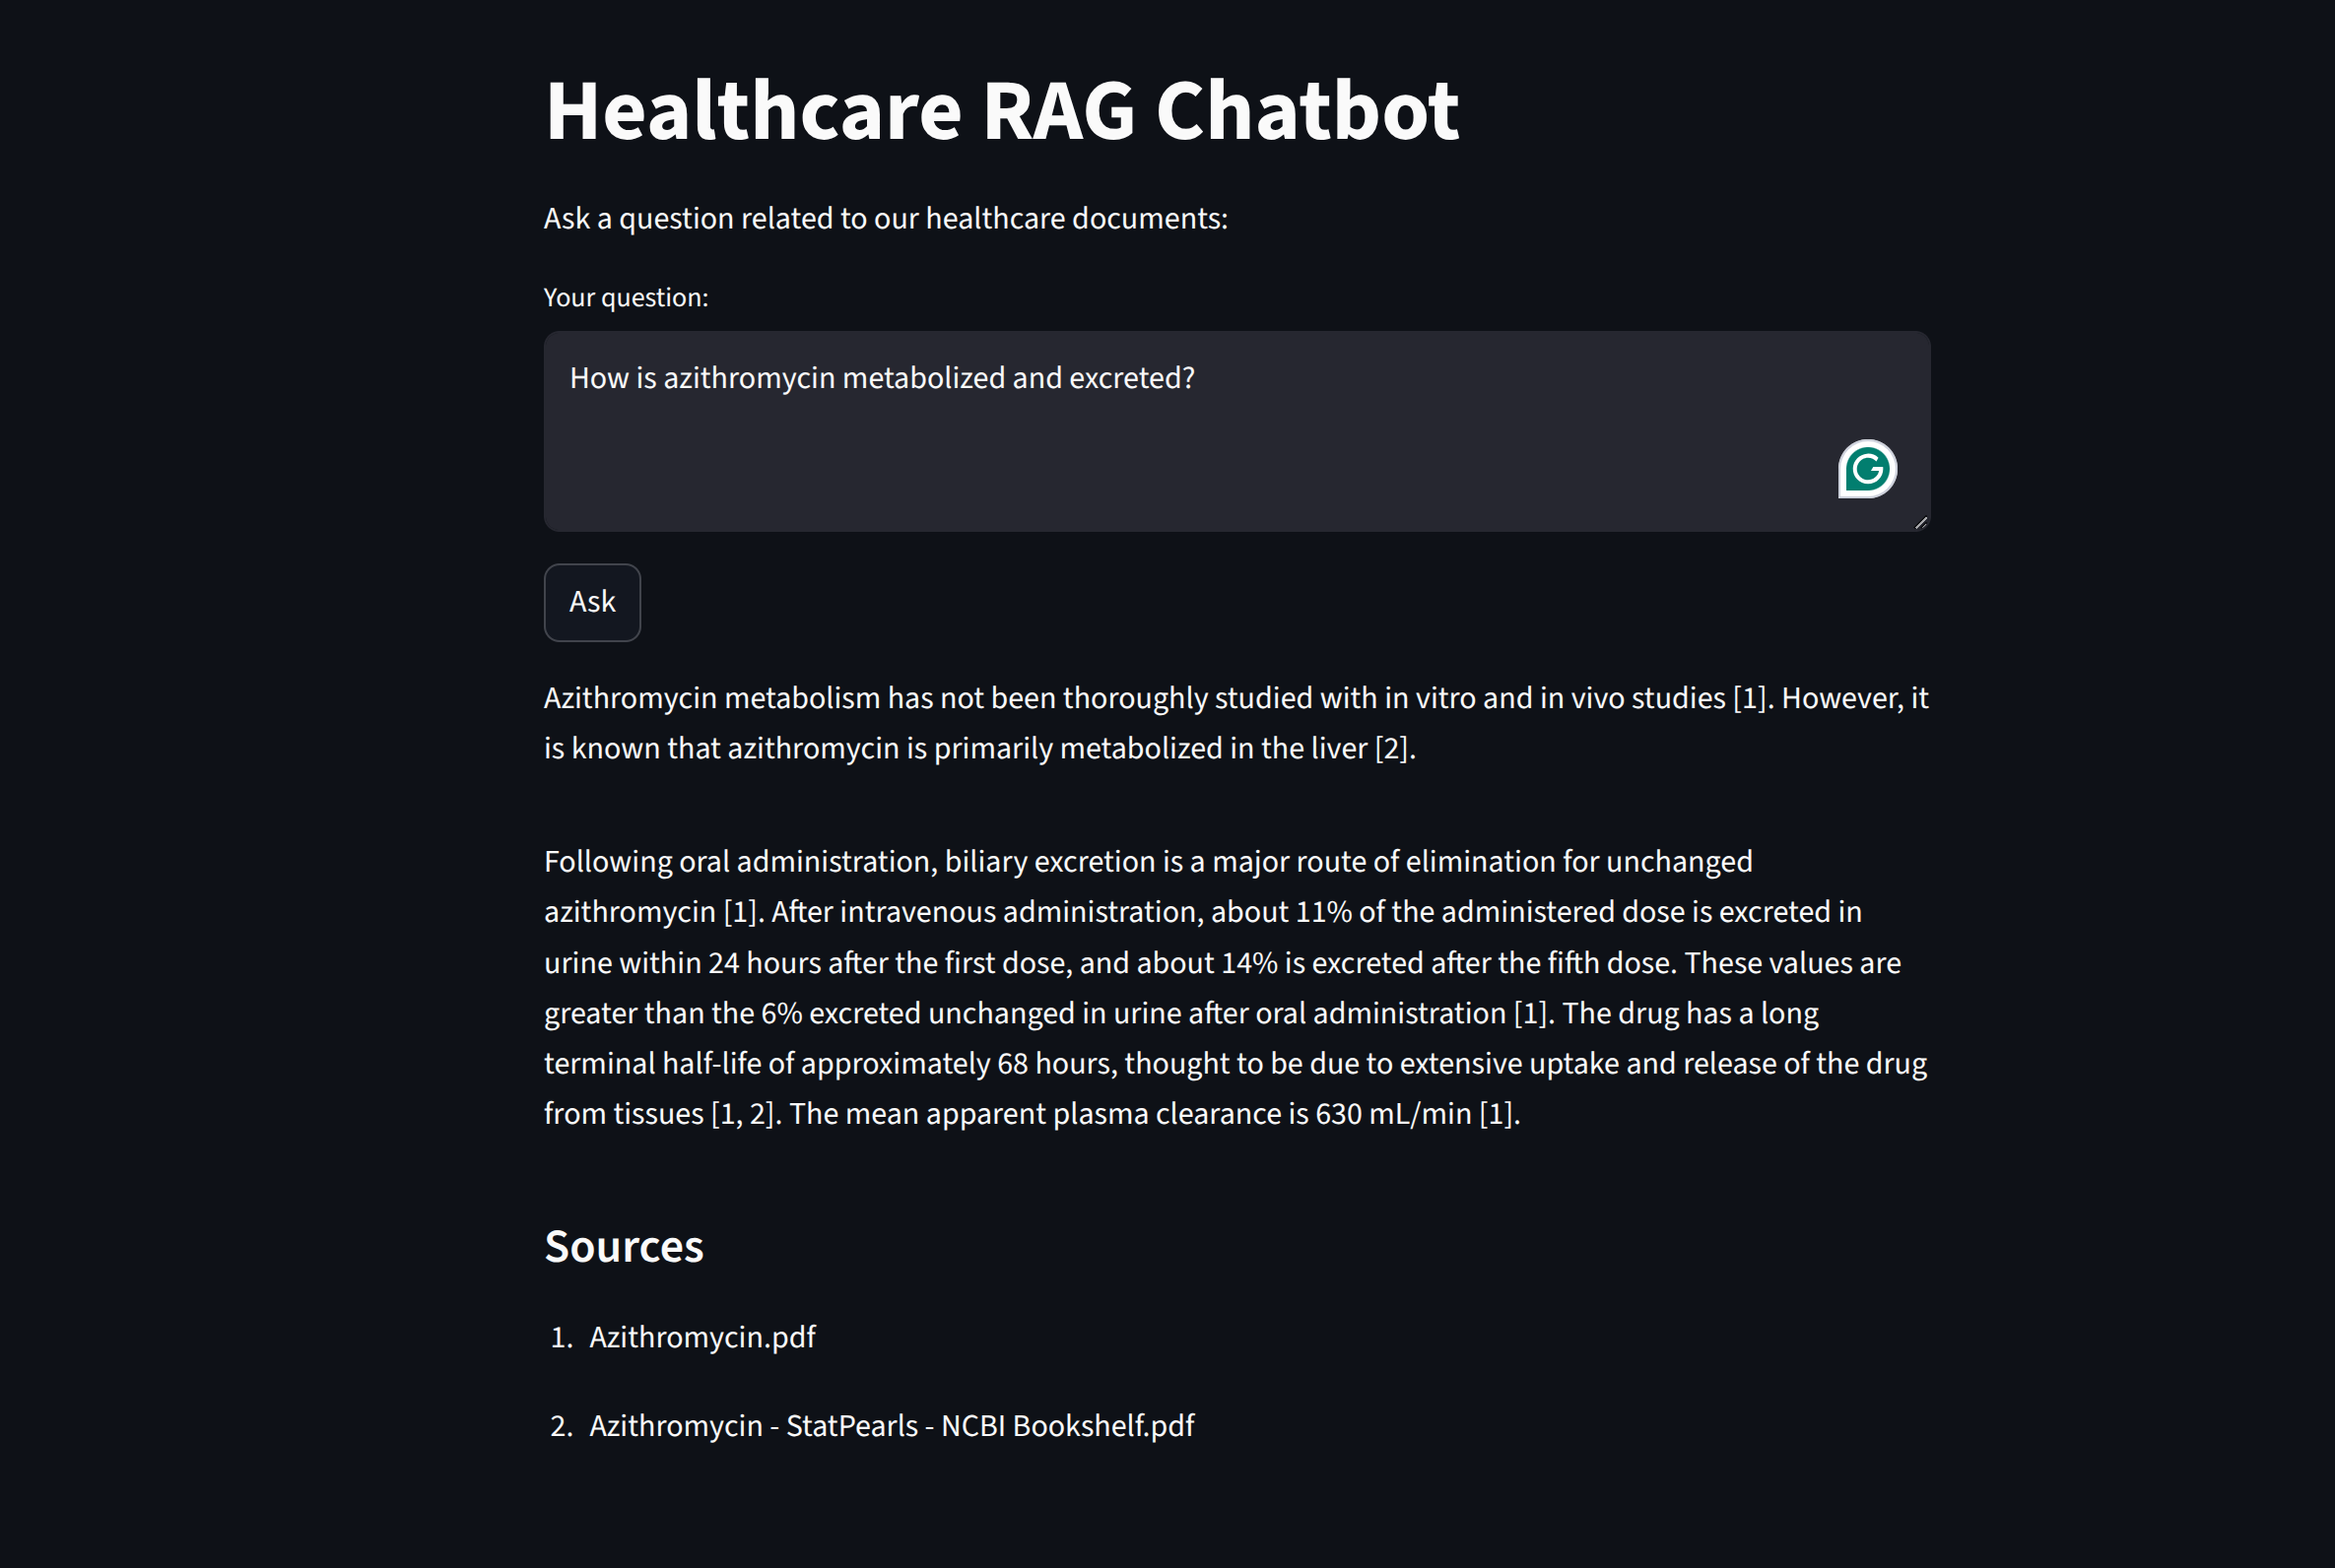 Healthcare RAG Chatbot
Ask a question related to our healthcare documents:
Your question:
How is azithromycin metabolized and excreted?
G
Ask
Azithromycin metabolism has not been thoroughly studied with in vitro and in vivo studies [1]. However, it
is known that azithromycin is primarily metabolized in the liver [2].
Following oral administration, biliary excretion is a major route of elimination for unchanged
azithromycin [1]. After intravenous administration, about 11% of the administered dose is excreted in
urine within 24 hours after the first dose, and about 14% is excreted after the fifth dose. These values are
greater than the 6% excreted unchanged in urine after oral administration [1]. The drug has a long
terminal half-life of approximately 68 hours, thought to be due to extensive uptake and release of the drug
from tissues [1, 2]. The mean apparent plasma clearance is 630 mL/min [1].
Sources
1. Azithromycin.pdf
2. Azithromycin - StatPearls - NCBI Bookshelf.pdf